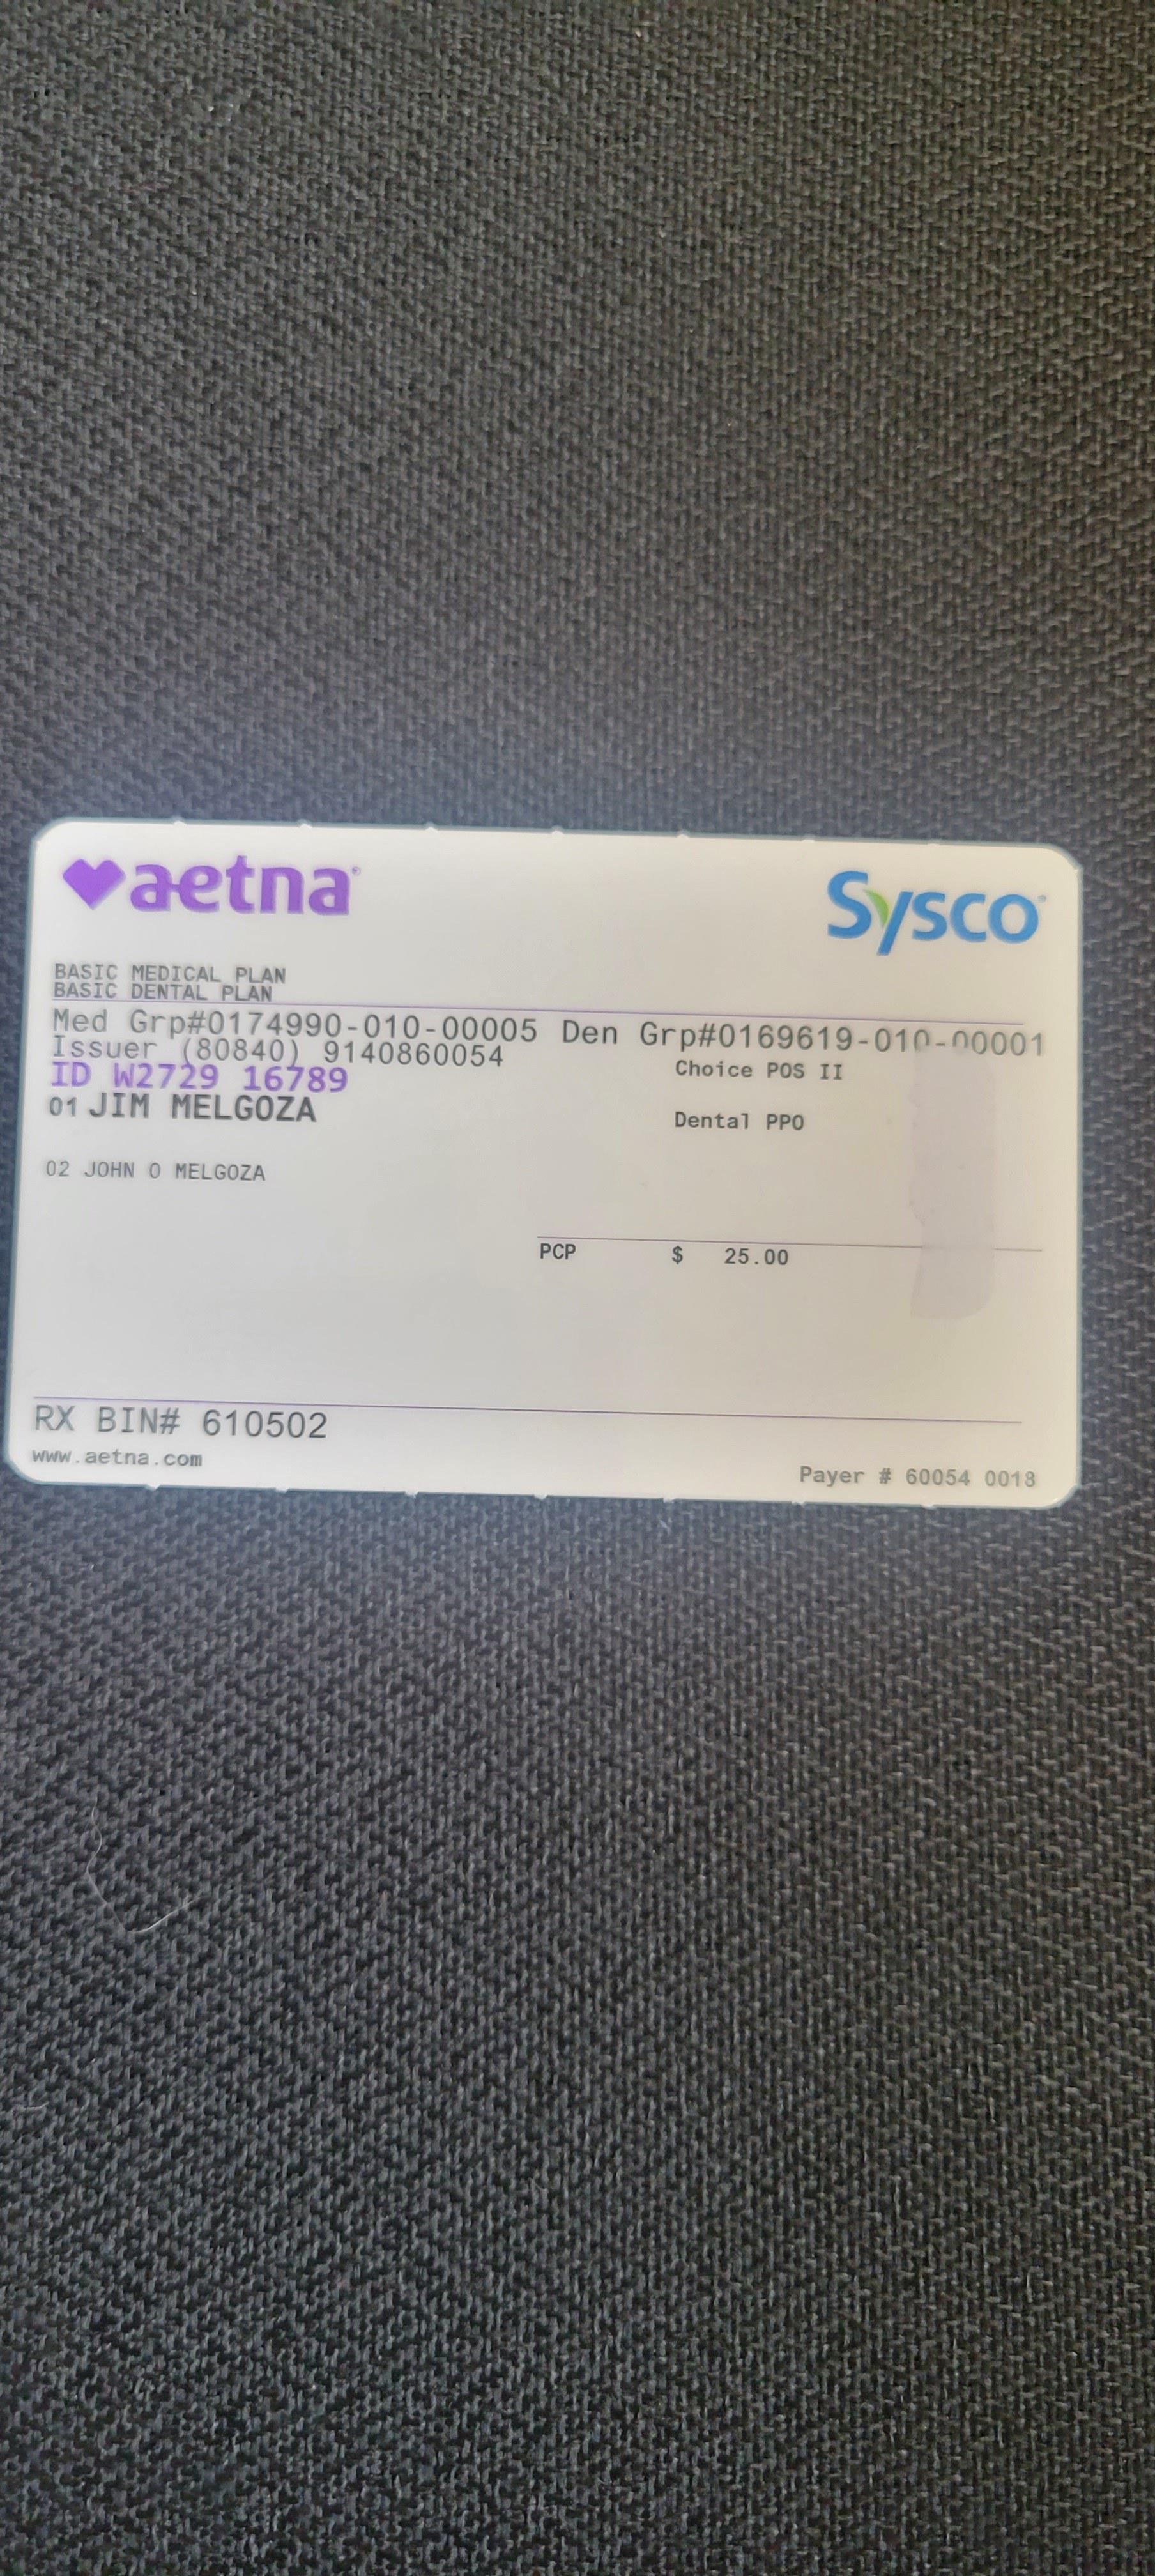 aetna
Sysco
BASIC MEDICAL PLAN
BASIC DENTAL PLAN
Med Grp#0174990-010-00005 Den Grp#0169619-010-00001
Issuer (80840) 9140860054
ID W2729 16789
Choice POS II
01 JIM MELGOZA
Dental PPO
02 JOHN O MELGOZA
PCP $ 25.00
RX BIN# 610502
www.aetna.com
Payer # 60054 0018